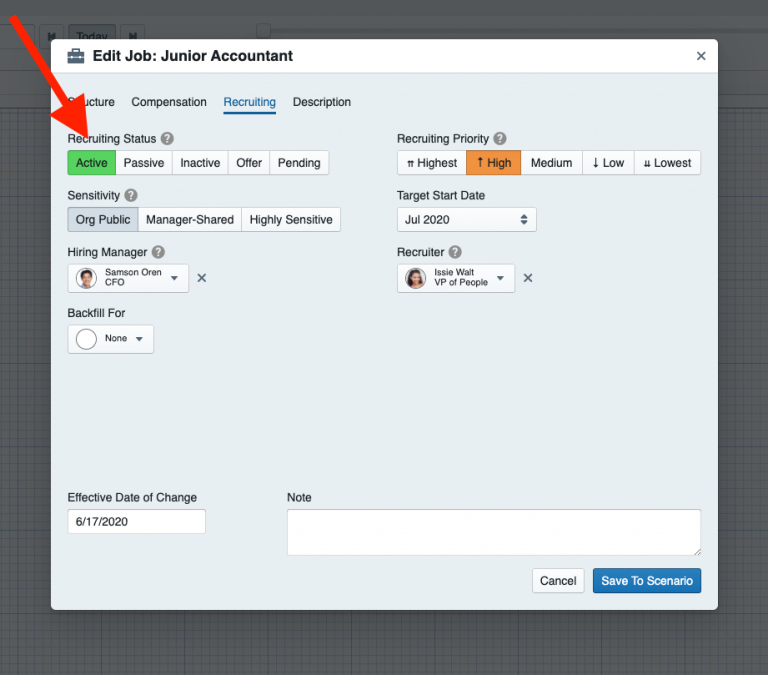 Today
Edit Job: Junior Accountant
Compensation Recruiting Description
Recruiting Status ? Recruiting Priority ?
Active Passive Inactive Offer Pending Highest High Medium Low Lowest
Sensitivity ? Target Start Date
Org Public Manager-Shared Highly Sensitive Jul 2020
Hiring Manager ? Recruiter ?
Samson Oren Issie Walt
CFO VP of People
Backfill For
None
Effective Date of Change Note
6/17/2020
Cancel Save To Scenario